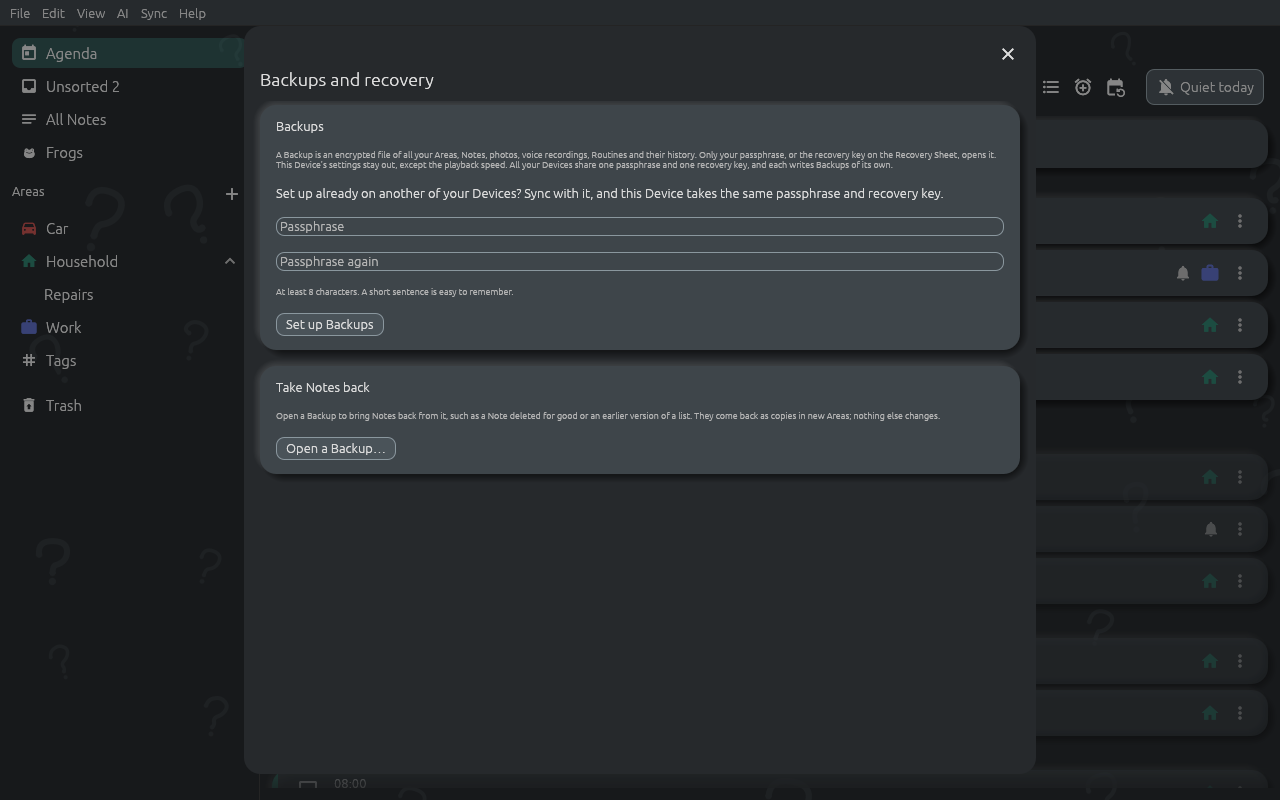 File Edit View AI Sync Help
Agenda
Unsorted 2
All Notes
Frogs
Areas
Car
Household
Repairs
Work
Tags
Trash
Quiet today
Backups and recovery
Backups
A Backup is an encrypted file of all your Areas, Notes, photos, voice recordings, Routines and their history. Only your passphrase, or the recovery key on the Recovery Sheet, opens it.
This Device's settings stay out, except the playback speed. All your Devices share one passphrase and one recovery key, and each writes Backups of its own.
Set up already on another of your Devices? Sync with it, and this Device takes the same passphrase and recovery key.
Passphrase
Passphrase again
At least 8 characters. A short sentence is easy to remember.
Set up Backups
Take Notes back
Open a Backup to bring Notes back from it, such as a Note deleted for good or an earlier version of a list. They come back as copies in new Areas; nothing else changes.
Open a Backup…
08:00